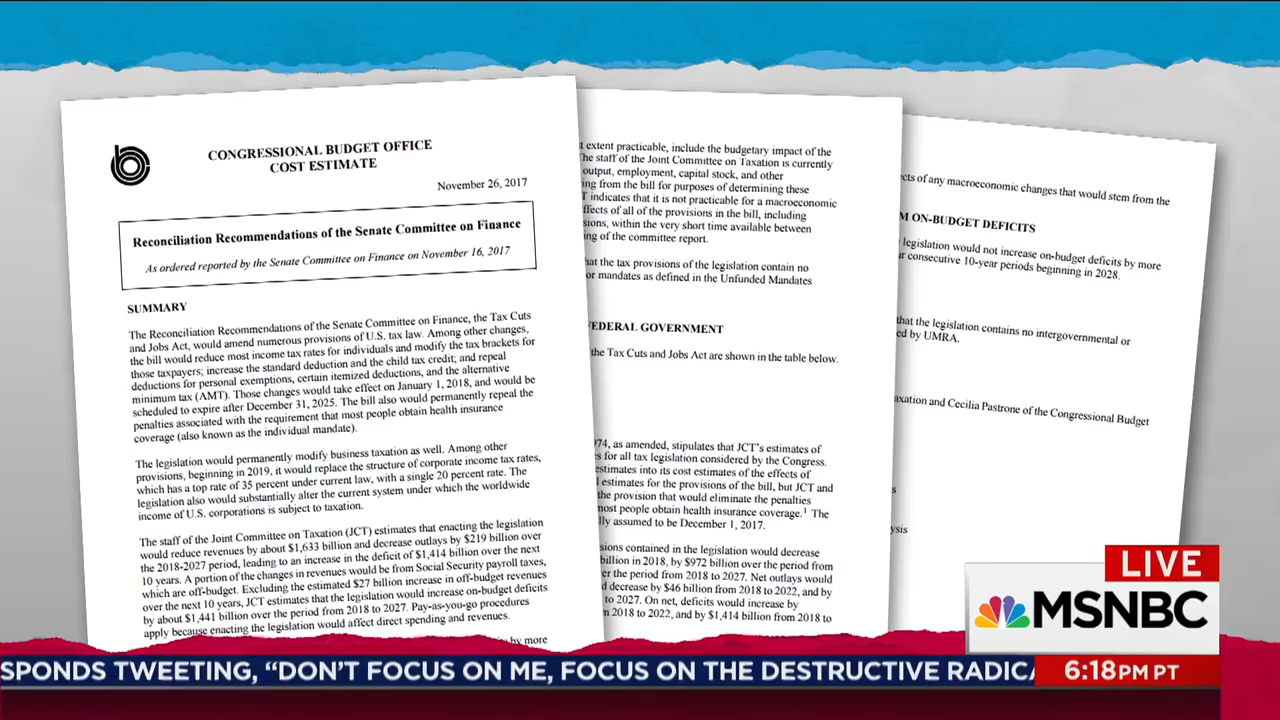 CONGRESSIONAL BUDGET OFFICE
COST ESTIMATE
November 26, 2017
Reconciliation Recommendations of the Senate Committee on Finance
As ordered reported by the Senate Committee on Finance on November 16, 2017
SUMMARY
The Reconciliation Recommendations of the Senate Committee on Finance, the Tax Cuts
and Jobs Act, would amend numerous provisions of U.S. tax law. Among other changes,
the bill would reduce most income tax rates for individuals and modify the tax brackets for
those taxpayers; increase the standard deduction and the child tax credit; and repeal
deductions for personal exemptions, certain itemized deductions, and the alternative
minimum tax (AMT). Those changes would take effect on January 1, 2018, and would be
scheduled to expire after December 31, 2025. The bill also would permanently repeal the
penalties associated with the requirement that most people obtain health insurance
coverage (also known as the individual mandate).
The legislation would permanently modify business taxation as well. Among other
provisions, beginning in 2019, it would replace the structure of corporate income tax rates,
which has a top rate of 35 percent under current law, with a single 20 percent rate. The
legislation also would substantially alter the current system under which the worldwide
income of U.S. corporations is subject to taxation.
The staff of the Joint Committee on Taxation (JCT) estimates that enacting the legislation
would reduce revenues by about $1,633 billion and decrease outlays by $219 billion over
the 2018-2027 period, leading to an increase in the deficit of $1,414 billion over the next
10 years. A portion of the changes in revenues would be from Social Security payroll taxes,
which are off-budget. Excluding the estimated $27 billion increase in off-budget revenues
over the next 10 years, JCT estimates that the legislation would increase on-budget deficits
by about $1,441 billion over the period from 2018 to 2027. Pay-as-you-go procedures
apply because enacting the legislation would affect direct spending and revenues.
by more
extent practicable, include the budgetary impact of the
he staff of the Joint Committee on Taxation is currently
output, employment, capital stock, and other
ng from the bill for purposes of determining these
T indicates that it is not practicable for a macroeconomic
ffects of all of the provisions in the bill, including
sions, within the very short time available between
ng of the committee report.
hat the tax provisions of the legislation contain no
or mandates as defined in the Unfunded Mandates
FEDERAL GOVERNMENT
the Tax Cuts and Jobs Act are shown in the table below.
974, as amended, stipulates that JCT's estimates of
s for all tax legislation considered by the Congress.
estimates into its cost estimates of the effects of
l estimates for the provisions of the bill, but JCT and
the provision that would eliminate the penalties
most people obtain health insurance coverage.¹ The
lly assumed to be December 1, 2017.
sions contained in the legislation would decrease
billion in 2018, by $972 billion over the period from
er the period from 2018 to 2027. Net outlays would
d decrease by $46 billion from 2018 to 2022, and by
to 2027. On net, deficits would increase by
m 2018 to 2022, and by $1,414 billion from 2018 to
cts of any macroeconomic changes that would stem from the
M ON-BUDGET DEFICITS
legislation would not increase on-budget deficits by more
ur consecutive 10-year periods beginning in 2028.
that the legislation contains no intergovernmental or
ed by UMRA.
axation and Cecilia Pastrone of the Congressional Budget
s
ysis
LIVE
MSNBC
SPONDS TWEETING, “DON'T FOCUS ON ME, FOCUS ON THE DESTRUCTIVE RADICA
6:18PM PT